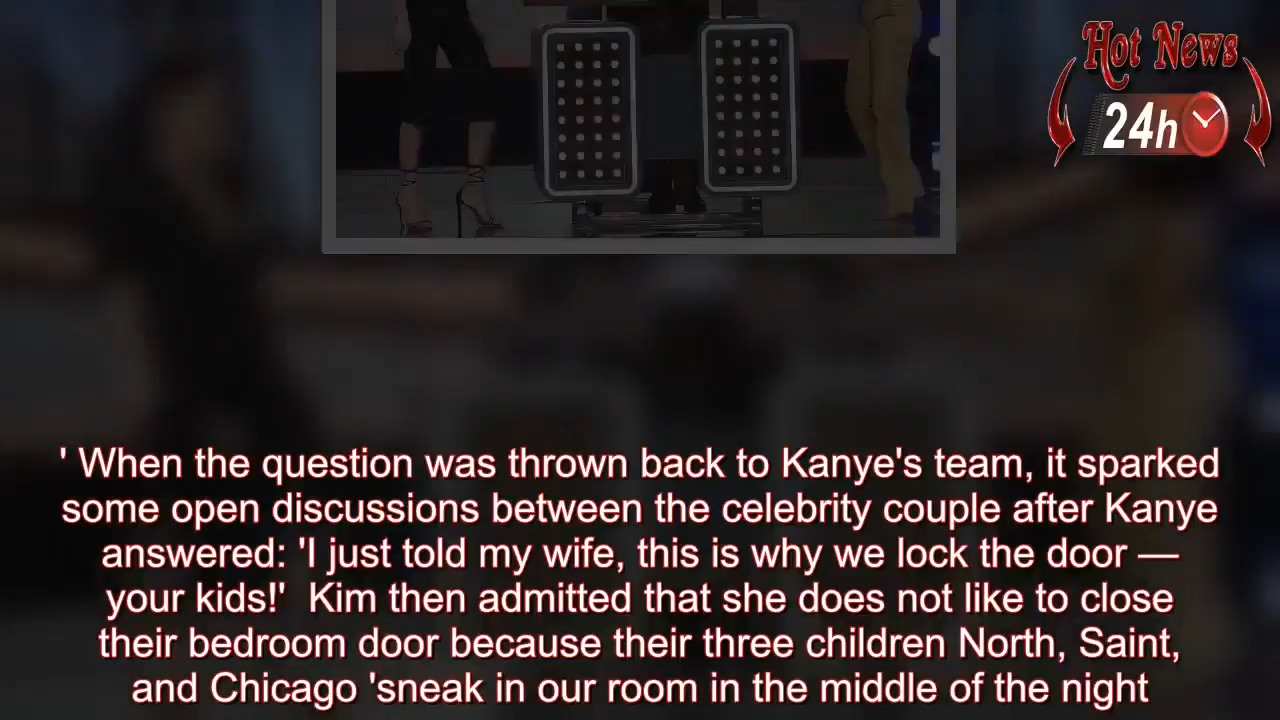 Hot News
24h
' When the question was thrown back to Kanye's team, it sparked
some open discussions between the celebrity couple after Kanye
answered: 'I just told my wife, this is why we lock the door —
your kids!'  Kim then admitted that she does not like to close
their bedroom door because their three children North, Saint,
and Chicago 'sneak in our room in the middle of the night